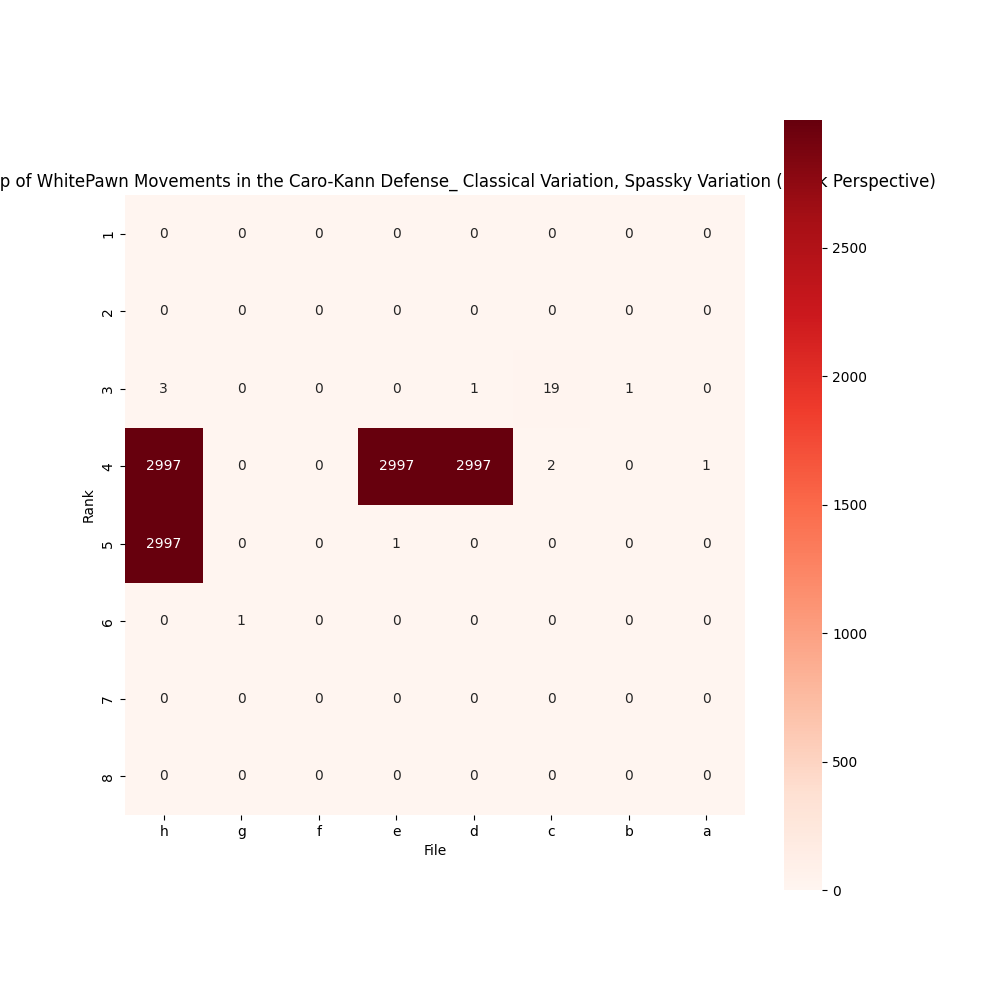 p of WhitePawn Movements in the Caro-Kann Defense_ Classical Variation, Spassky Variation ( k Perspective)
1 0 0 0 0 0 0 0 0
2 0 0 0 0 0 0 0 0
3 3 0 0 0 1 19 1 0
4 2997 0 0 2997 2997 2 0 1
Rank
5 2997 0 0 1 0 0 0 0
6 0 1 0 0 0 0 0 0
7 0 0 0 0 0 0 0 0
8 0 0 0 0 0 0 0 0
h g f e d c b a
File
2500
2000
1500
1000
500
0